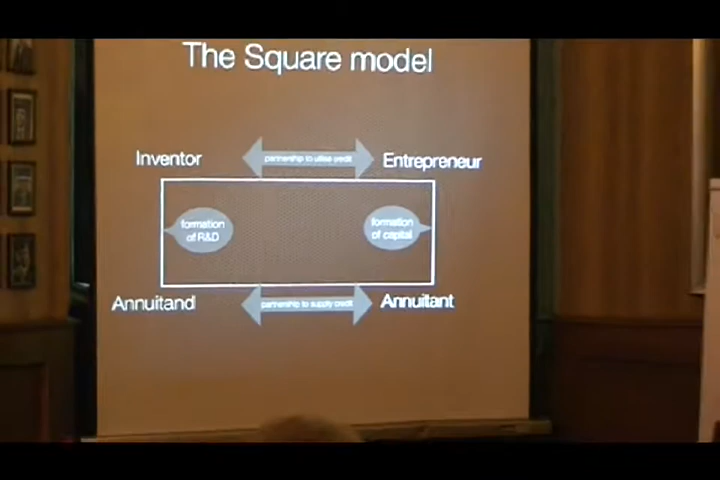 The Square model
Inventor
partnership to utilise credit
Entrepreneur
formation
of R&D
formation
of capital
Annuitand
partnership to supply credit
Annuitant